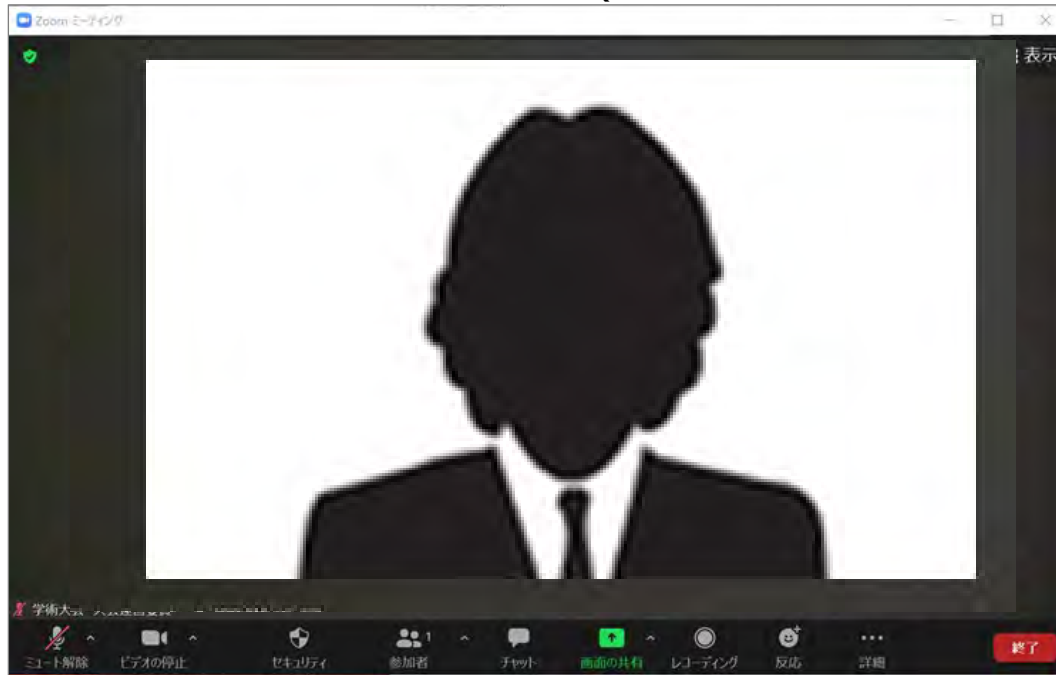 Zoom ミーティング
表示
学術大会
1
ミュート解除 ビデオの停止 セキュリティ 参加者 チャット 画面の共有 レコーディング 反応 詳細 終了